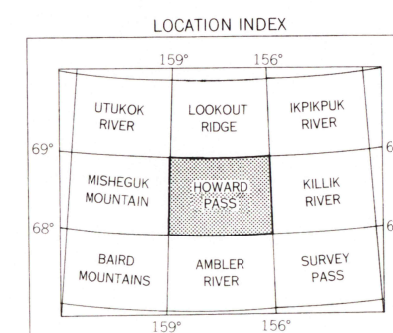 LOCATION INDEX
159° 156°
UTUKOK
RIVER
LOOKOUT
RIDGE
IKPIKPUK
RIVER
69°
MISHEGUK
MOUNTAIN
HOWARD
PASS
KILLIK
RIVER
68°
BAIRD
MOUNTAINS
AMBLER
RIVER
SURVEY
PASS
159° 156°